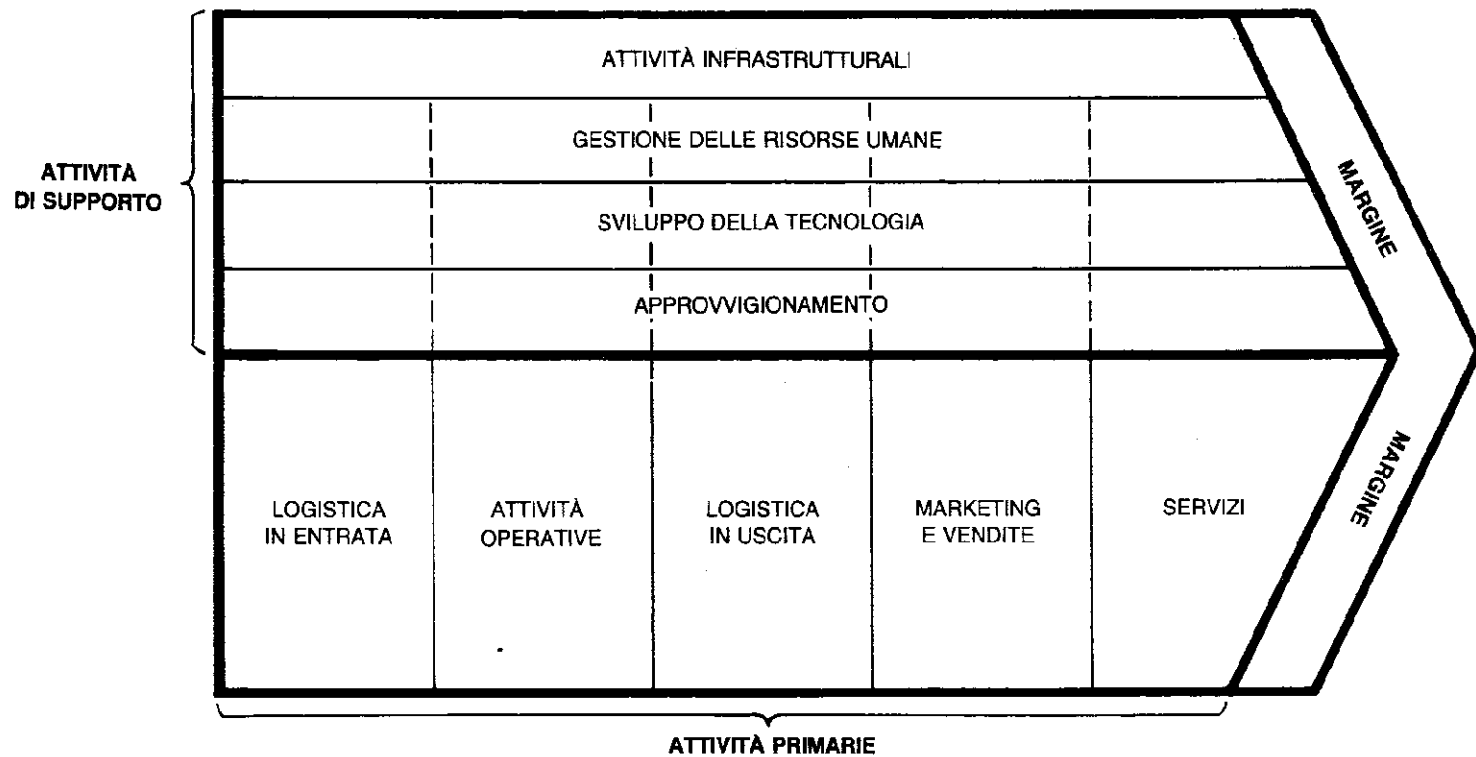 ATTIVITÀ INFRASTRUTTURALI
GESTIONE DELLE RISORSE UMANE
ATTIVITÀ
DI SUPPORTO
SVILUPPO DELLA TECNOLOGIA
APPROVVIGIONAMENTO
MARGINE
LOGISTICA
IN ENTRATA
ATTIVITÀ
OPERATIVE
LOGISTICA
IN USCITA
MARKETING
E VENDITE
SERVIZI
MARGINE
ATTIVITÀ PRIMARIE